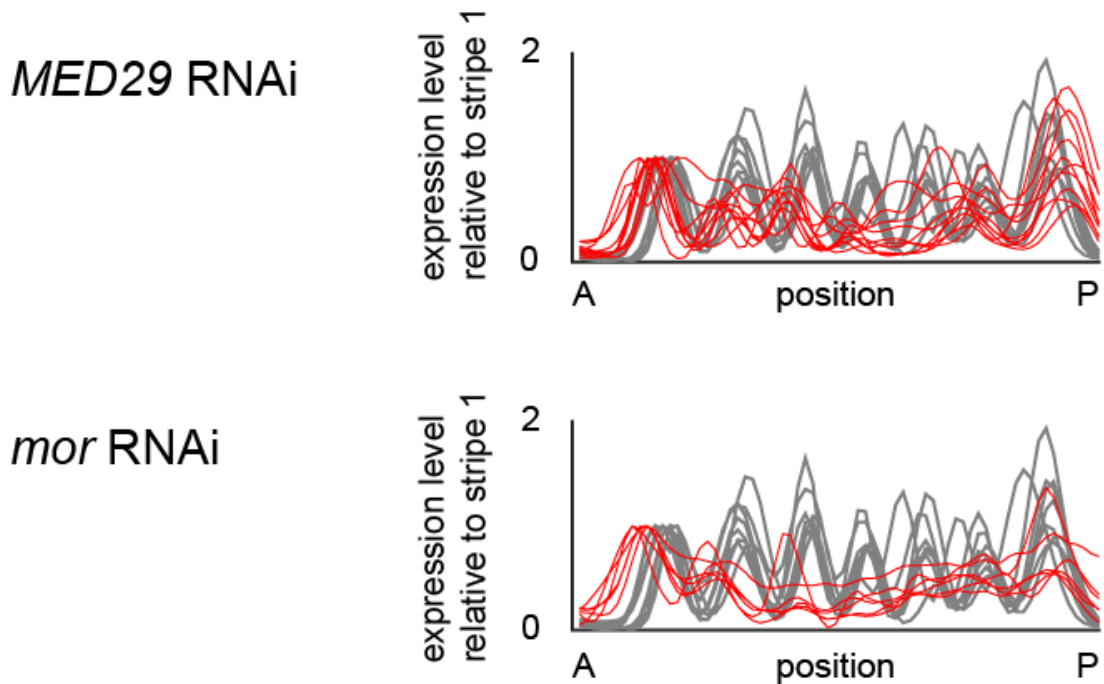 MED29 RNAi
expression level
relative to stripe 1
2
0
A
position
P
mor RNAi
expression level
relative to stripe 1
2
0
A
position
P